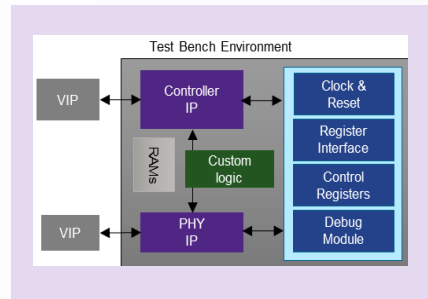 Test Bench Environment
VIP
Controller
IP
Clock &
Reset
Register
Interface
RAMs
Custom
logic
Control
Registers
VIP
PHY
IP
Debug
Module